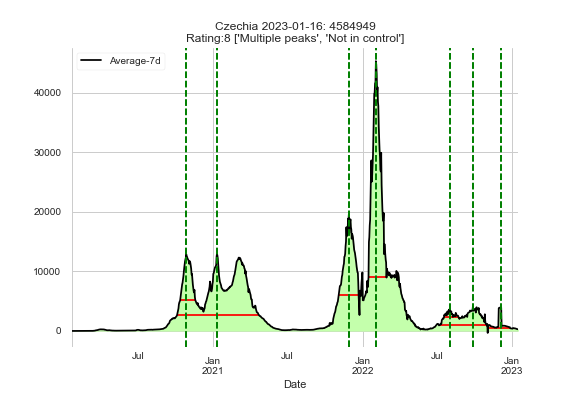 Czechia 2023-01-16: 4584949
Rating:8 ['Multiple peaks', 'Not in control']
Average-7d
40000
30000
20000
10000
0
Jul
Jan
2021
Jul
Jan
2022
Jul
Jan
2023
Date